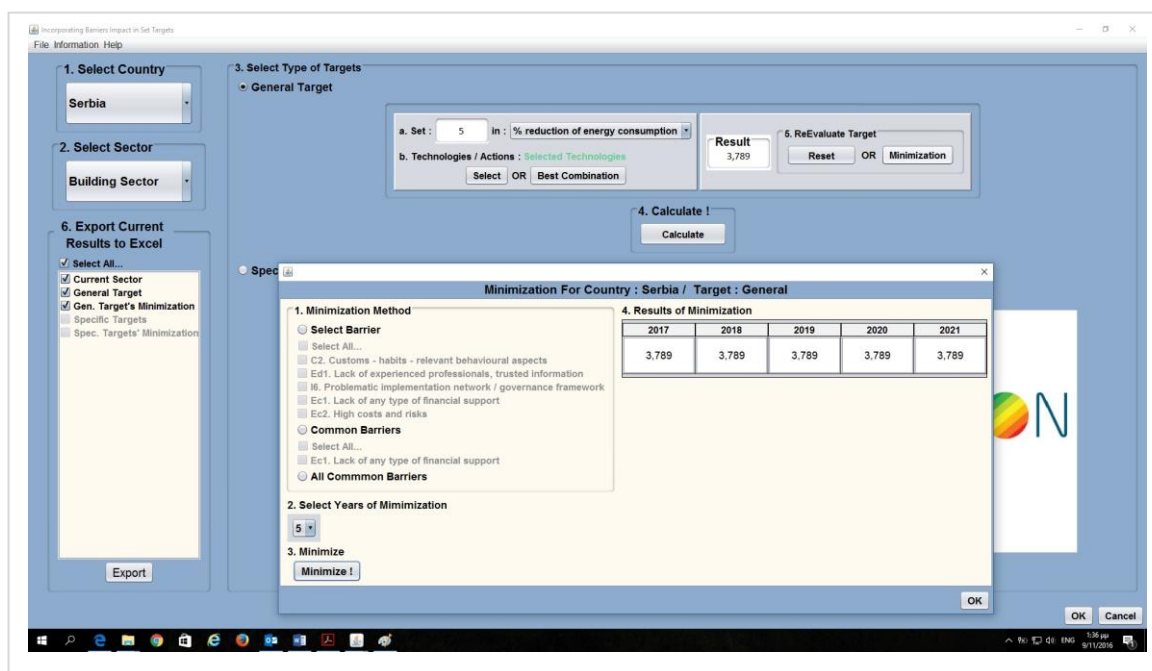 Incorporating Barriers Impact in Set Targets
File Information Help
1. Select Country
Serbia
2. Select Sector
Building Sector
6. Export Current
Results to Excel
Select All...
Current Sector
General Target
Gen. Target's Minimization
Specific Targets
Spec. Targets' Minimization
Export
3. Select Type of Targets
General Target
a. Set : 5 in : % reduction of energy consumption
b. Technologies / Actions : Selected Technologies
Select OR Best Combination
Result
3,789
5. ReEvaluate Target
Reset OR Minimization
4. Calculate !
Calculate
Spec
Minimization For Country : Serbia / Target : General
1. Minimization Method
Select Barrier
Select All...
C2. Customs - habits - relevant behavioural aspects
Ed1. Lack of experienced professionals, trusted information
I6. Problematic implementation network / governance framework
Ec1. Lack of any type of financial support
Ec2. High costs and risks
Common Barriers
Select All...
Ec1. Lack of any type of financial support
All Commmon Barriers
2. Select Years of Mimimization
5
3. Minimize
Minimize !
4. Results of Minimization
2017 2018 2019 2020 2021
3,789 3,789 3,789 3,789 3,789
OK
N
OK Cancel
ENG
1:36 μμ
9/11/2016